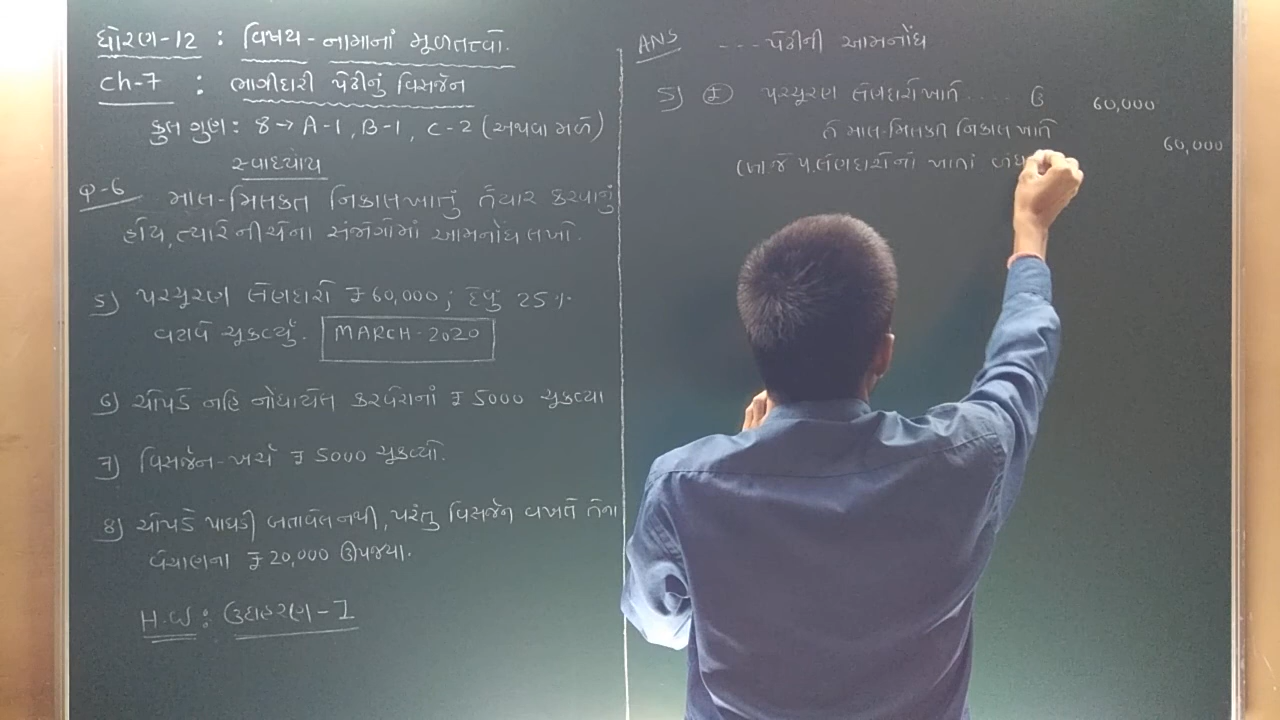 ધોરણ-12 : વિષય - નામાનાં મૂળતત્ત્વો.
ch-7 : ભાગીદારી પેઢીનું વિસર્જન
કુલ ગુણ : 8 → A-1, B-1, C-2 (અથવા મળે)
સ્વાધ્યાય
Q-6 માલ-મિલકત નિકાલ ખાતું તૈયાર કરવાનું
હોય, ત્યારે નીચેના સંજોગોમાં આમનોંધ લખો.
5) પરચૂરણ લેણદારો ₹ 60,000; દેવું 25%
વટાવે ચૂકવ્યું. MARCH-2020
6) ચોપડે નહિ નોંધાયેલ કરવેરાનાં ₹ 5000 ચૂકવ્યા
7) વિસર્જન-ખર્ચ ₹ 5000 ચૂકવ્યો.
8) ચોપડે પાઘડી બતાવેલ નથી, પરંતુ વિસર્જન વખતે તેના
વેચાણના ₹ 20,000 ઊપજ્યા.
H.W : ઉદાહરણ-1
ANS - - - પેઢીની આમનોંધ
5) પરચૂરણ લેણદારો ખાતે .... ઉ 60,000
તે માલ-મિલકત નિકાલ ખાતે 60,000
(બા.જે પ.લેણદારોનાં ખાતાં બંધ